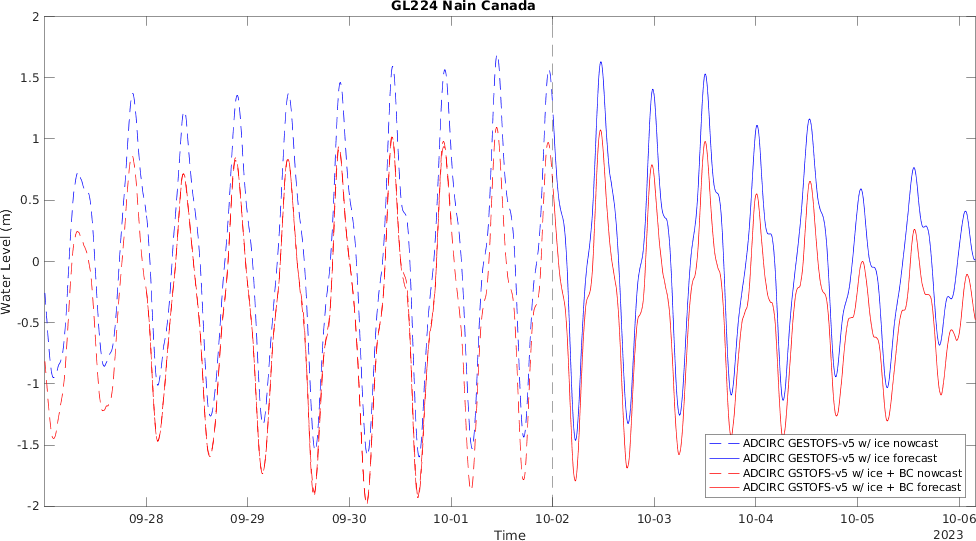 GL224 Nain Canada
2
1.5
1
0.5
0
-0.5
-1
-1.5
-2
Water Level (m)
ADCIRC GESTOFS-v5 w/ ice nowcast
ADCIRC GESTOFS-v5 w/ ice forecast
ADCIRC GSTOFS-v5 w/ ice + BC nowcast
ADCIRC GSTOFS-v5 w/ ice + BC forecast
09-28 09-29 09-30 10-01 10-02 10-03 10-04 10-05 10-06
Time
2023